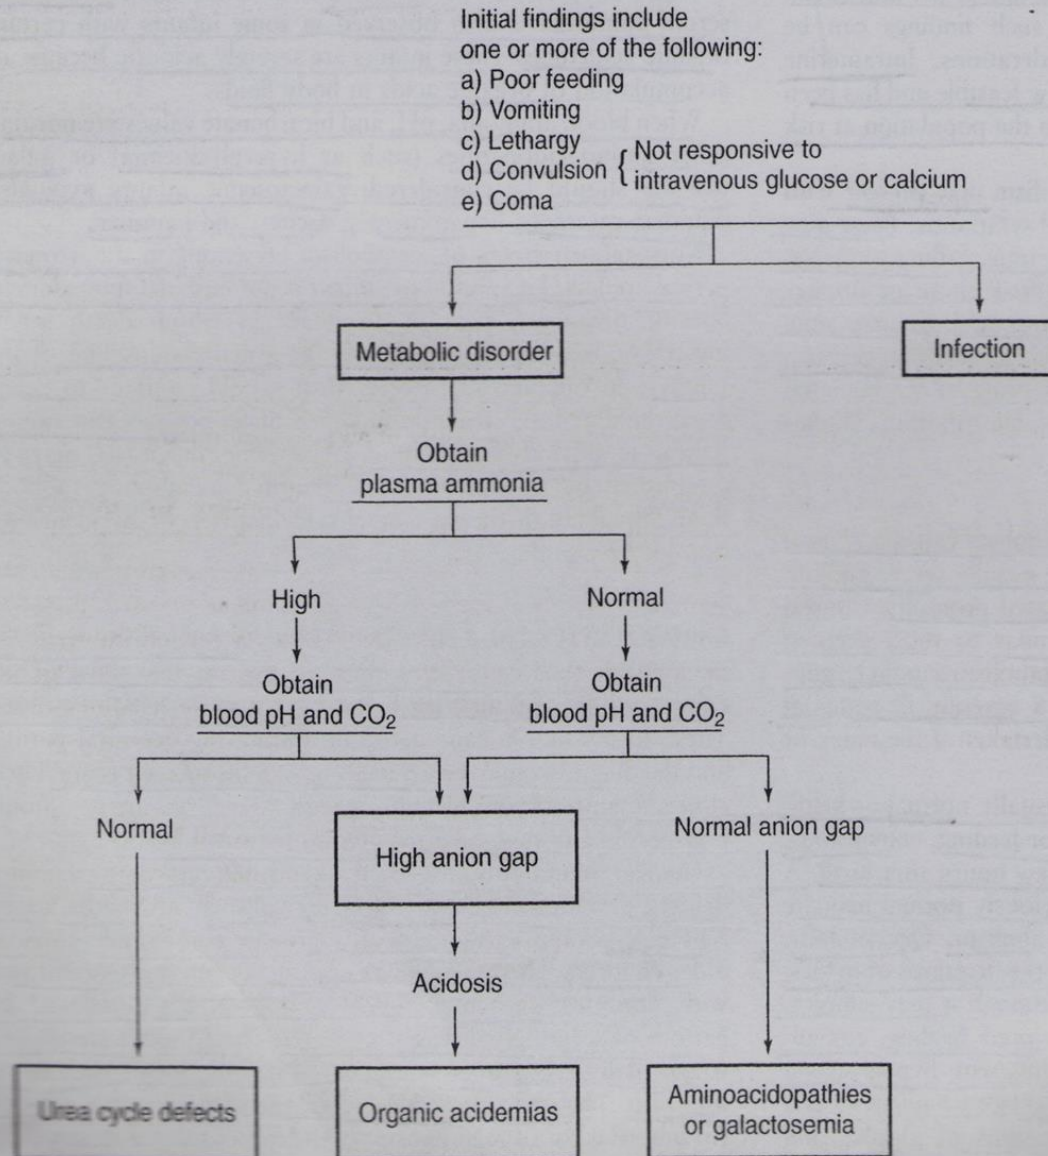 Initial findings include
one or more of the following:
a) Poor feeding
b) Vomiting
c) Lethargy
d) Convulsion { Not responsive to
intravenous glucose or calcium
e) Coma
Metabolic disorder
Infection
Obtain
plasma ammonia
High
Normal
Obtain
blood pH and CO₂
Obtain
blood pH and CO₂
Normal
High anion gap
Normal anion gap
Acidosis
Urea cycle defects
Organic acidemias
Aminoacidopathies
or galactosemia